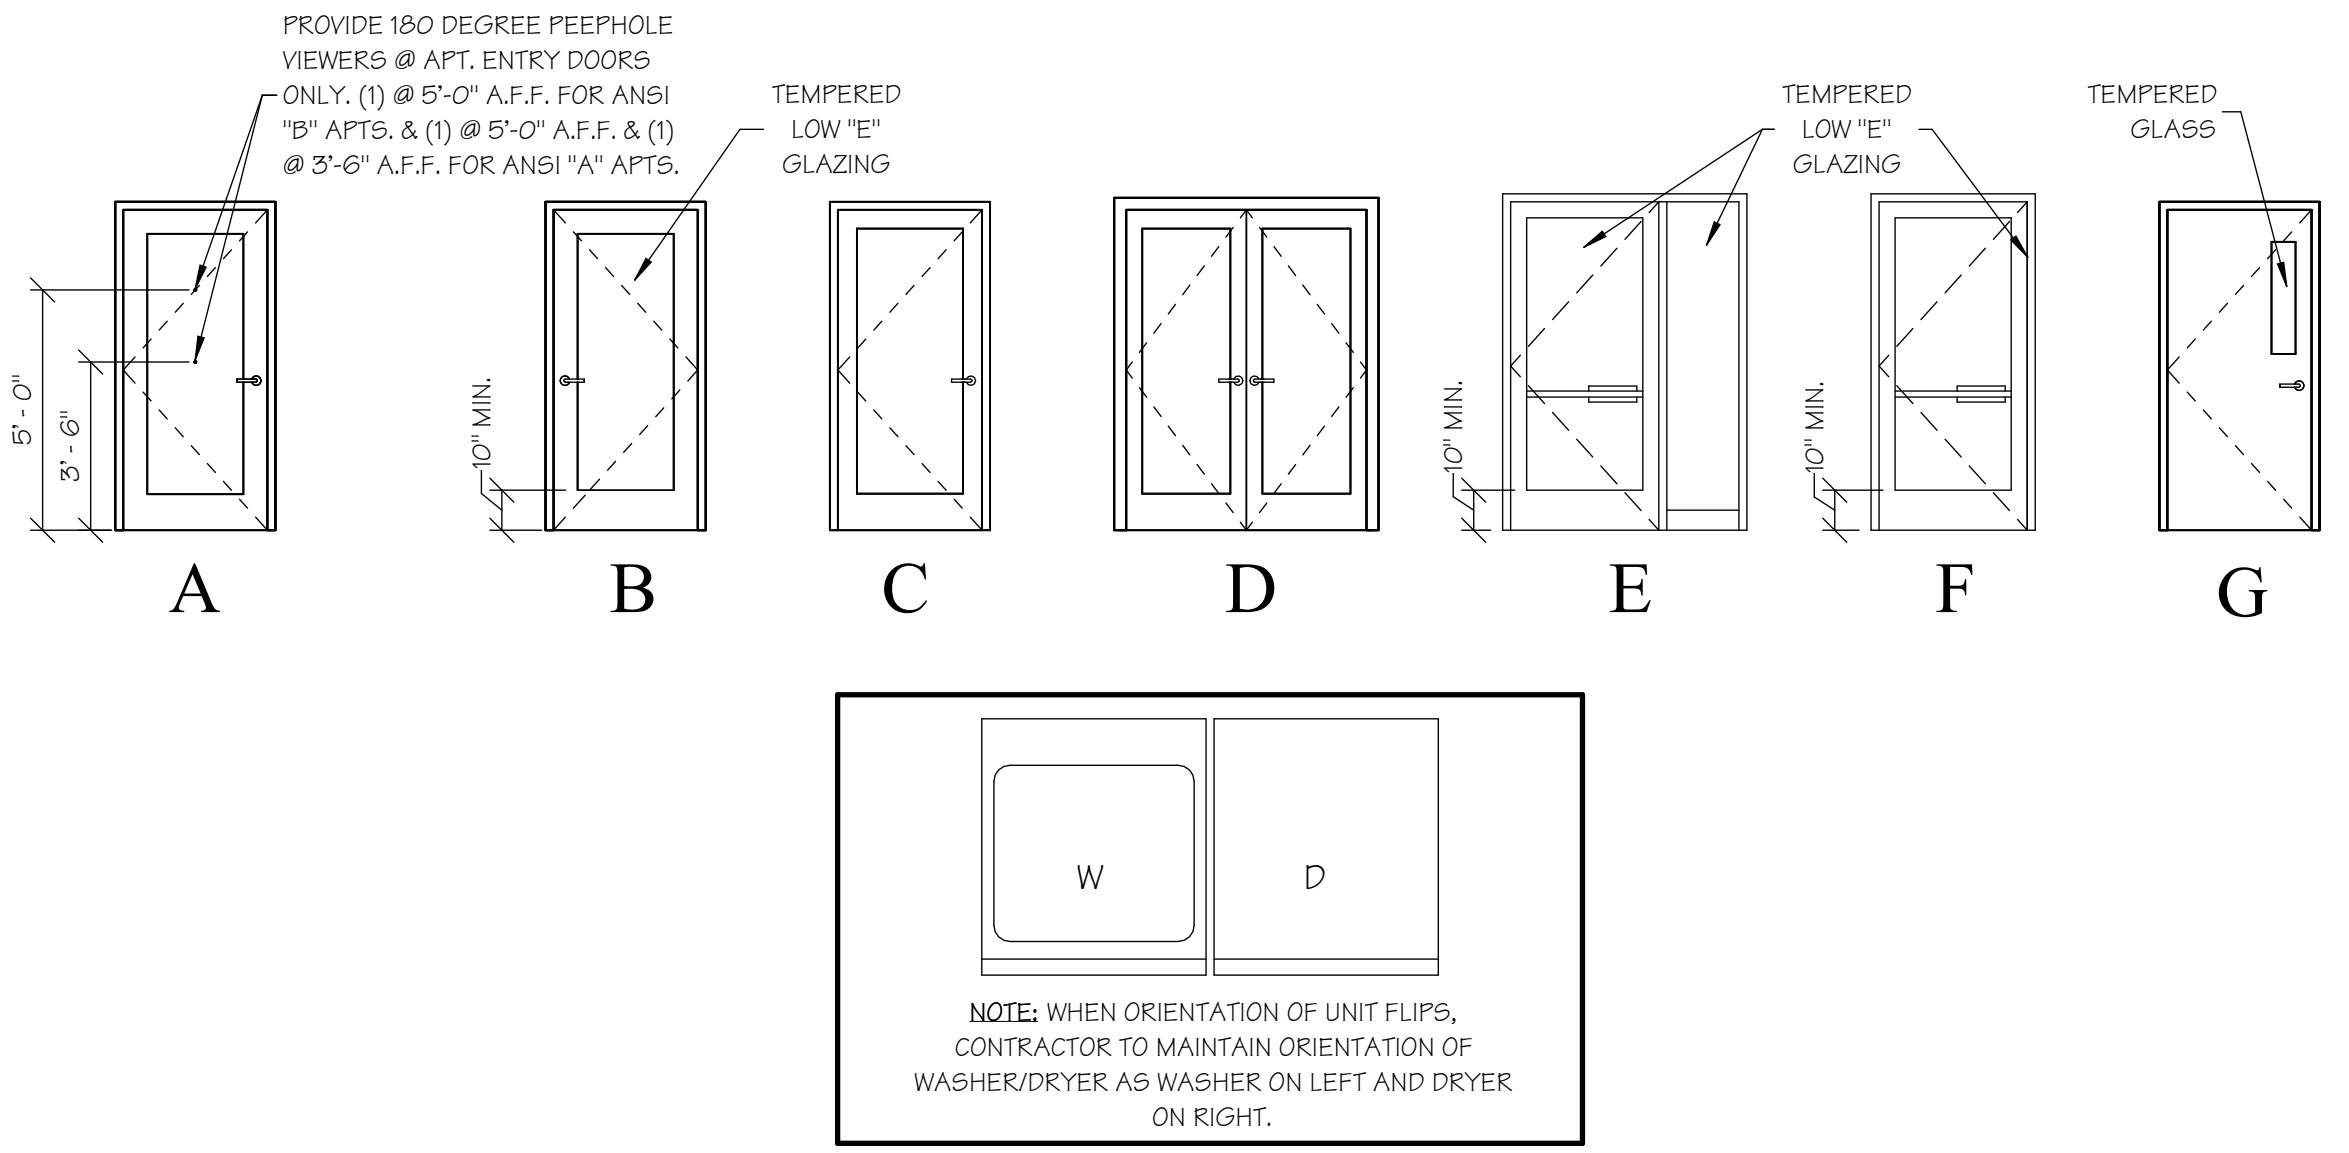 PROVIDE 180 DEGREE PEEPHOLE
VIEWERS @ APT. ENTRY DOORS
ONLY. (1) @ 5'-0" A.F.F. FOR ANSI
"B" APTS. & (1) @ 5'-0" A.F.F. & (1)
@ 3'-6" A.F.F. FOR ANSI "A" APTS.
TEMPERED
LOW "E"
GLAZING
TEMPERED
LOW "E"
GLAZING
TEMPERED
GLASS
5' - 0"
3' - 6"
10" MIN.
10" MIN.
10" MIN.
A
B
C
D
E
F
G
W
D
NOTE: WHEN ORIENTATION OF UNIT FLIPS,
CONTRACTOR TO MAINTAIN ORIENTATION OF
WASHER/DRYER AS WASHER ON LEFT AND DRYER
ON RIGHT.